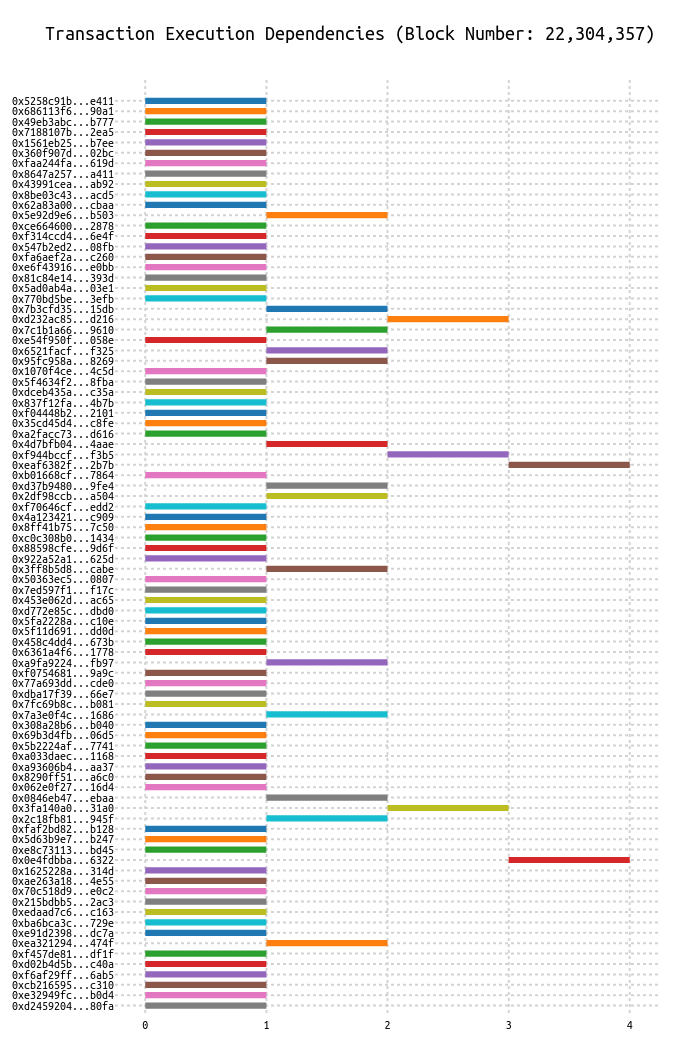 Transaction Execution Dependencies (Block Number: 22,304,357)
0x5258c91b...e411
0x686113f6...90a1
0x49eb3abc...b777
0x7188107b...2ea5
0x1561eb25...b7ee
0x360f907d...02bc
0xfaa244fa...619d
0x8647a257...a411
0x43991cea...ab92
0x8be03c43...acd5
0x62a83a00...cbaa
0x5e92d9e6...b503
0xce664600...2878
0xf314ccd4...6e4f
0x547b2ed2...08fb
0xfa6aef2a...c260
0xe6f43916...e0bb
0x81c84e14...393d
0x5ad0ab4a...03e1
0x770bd5be...3efb
0x7b3cfd35...15db
0xd232ac85...d216
0x7c1b1a66...9610
0xe54f950f...058e
0x6521facf...f325
0x95fc958a...8269
0x1070f4ce...4c5d
0x5f4634f2...8fba
0xdceb435a...c35a
0x837f12fa...4b7b
0xf04448b2...2101
0x35cd45d4...c8fe
0xa2facc73...d616
0x4d7bfb04...4aae
0xf944bccf...f3b5
0xeaf6382f...2b7b
0xb01668cf...7864
0xd37b9480...9fe4
0x2df98ccb...a504
0xf70646cf...edd2
0x4a123421...c909
0x8ff41b75...7c50
0xc0c308b0...1434
0x88598cfe...9d6f
0x922a52a1...625d
0x3ff8b5d8...cabe
0x50363ec5...0807
0x7ed597f1...f17c
0x453e062d...ac65
0xd772e85c...dbd0
0x5fa2228a...c10e
0x5f11d691...dd0d
0x458c4dd4...673b
0x6361a4f6...1778
0xa9fa9224...fb97
0xf0754681...9a9c
0x77a693dd...cde0
0xdba17f39...66e7
0x7fc69b8c...b081
0x7a3e0f4c...1686
0x308a28b6...b040
0x69b3d4fb...06d5
0x5b2224af...7741
0xa033daec...1168
0xa93606b4...aa37
0x8290ff51...a6c0
0x062e0f27...16d4
0x0846eb47...ebaa
0x3fa140a0...31a0
0x2c18fb81...945f
0xfaf2bd82...b128
0x5d63b9e7...b247
0xe8c73113...bd45
0x0e4fdbba...6322
0x1625228a...314d
0xae263a18...4e55
0x70c518d9...e0c2
0x215bdbb5...2ac3
0xedaad7c6...c163
0xba6bca3c...729e
0xe91d2398...dc7a
0xea321294...474f
0xf457de81...df1f
0xd02b4d5b...c40a
0xf6af29ff...6ab5
0xcb216595...c310
0xe32949fc...b0d4
0xd2459204...80fa
0 1 2 3 4